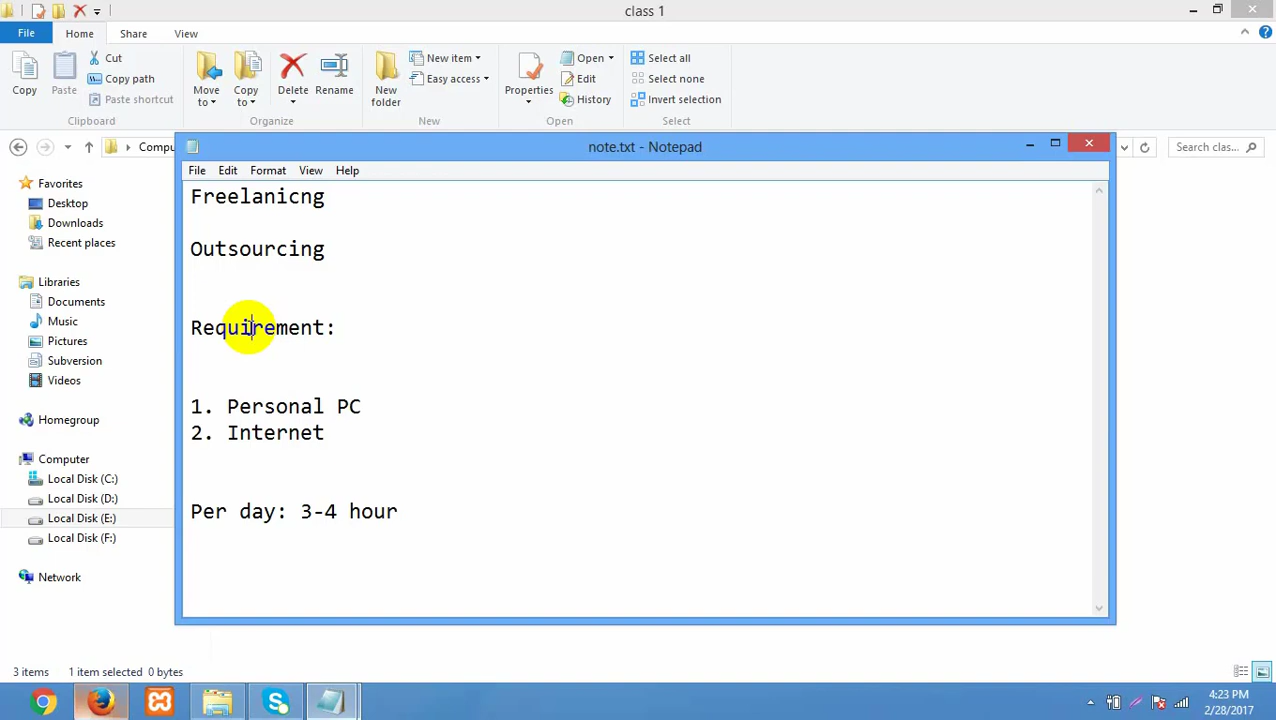 class 1
File
Home
Share
View
Copy
Paste
Cut
Copy path
Paste shortcut
Clipboard
Move to
Copy to
Delete
Rename
Organize
New folder
New item
Easy access
New
Properties
Open
Edit
History
Open
Select all
Select none
Invert selection
Select
Compu
Search clas...
note.txt - Notepad
File Edit Format View Help
Freelanicng
Outsourcing
Requirement:
1. Personal PC
2. Internet
Per day: 3-4 hour
Favorites
Desktop
Downloads
Recent places
Libraries
Documents
Music
Pictures
Subversion
Videos
Homegroup
Computer
Local Disk (C:)
Local Disk (D:)
Local Disk (E:)
Local Disk (F:)
Network
3 items 1 item selected 0 bytes
4:23 PM
2/28/2017